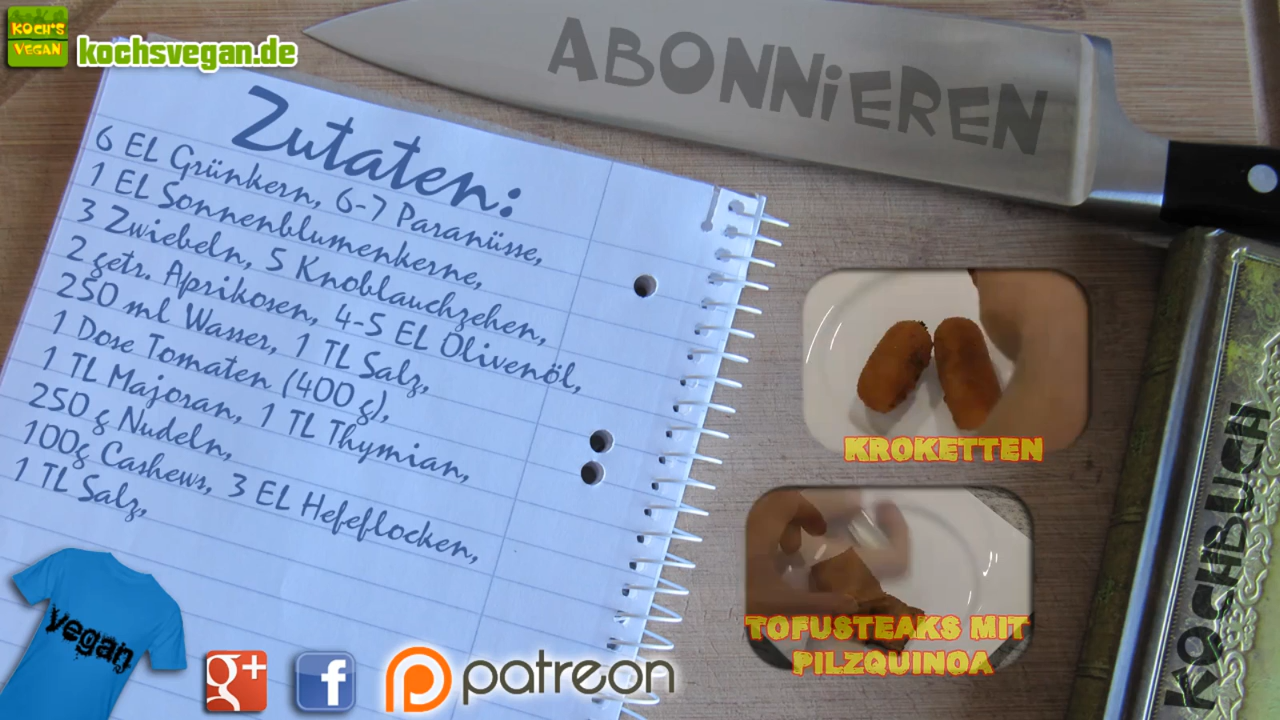 KOCH'S
VEGAN
kochsvegan.de
ABONNiEREN
Zutaten:
6 EL Grünkern, 6-7 Paranüsse,
1 EL Sonnenblumenkerne,
3 Zwiebeln, 5 Knoblauchzehen,
2 getr. Aprikosen, 4-5 EL Olivenöl,
250 ml Wasser, 1 TL Salz,
1 Dose Tomaten (400 g),
1 TL Majoran, 1 TL Thymian,
250 g Nudeln,
100g Cashews, 3 EL Hefeflocken,
1 TL Salz,
KROKETTEN
TOFUSTEAKS MIT
PILZQUINOA
KOCHBUCH
vegan
g+
f
patreon